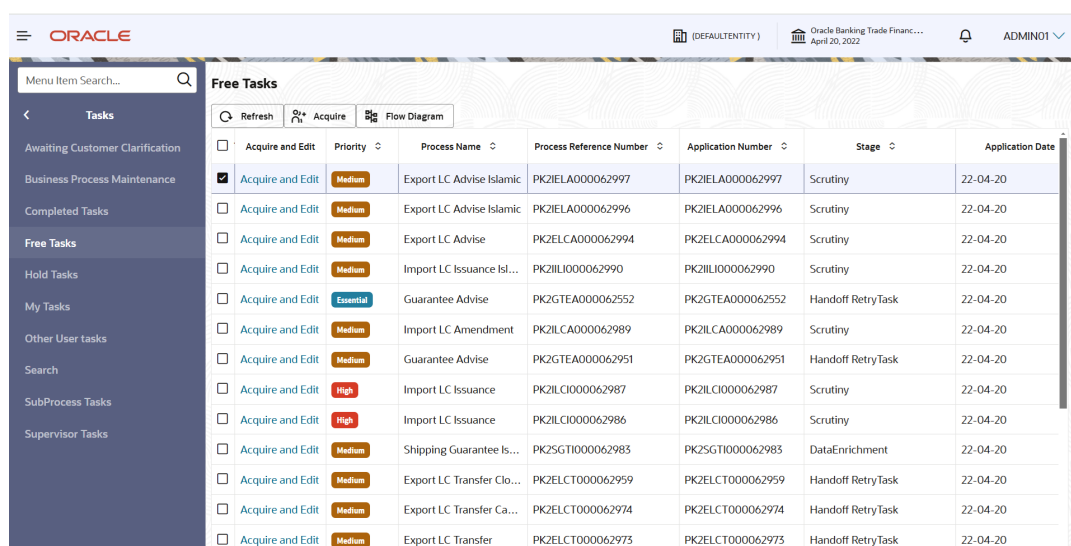 ORACLE
(DEFAULTENTITY)
Oracle Banking Trade Financ...
April 20, 2022
ADMIN01
Menu Item Search...
Tasks
Awaiting Customer Clarification
Business Process Maintenance
Completed Tasks
Free Tasks
Hold Tasks
My Tasks
Other User tasks
Search
SubProcess Tasks
Supervisor Tasks
Free Tasks
Refresh Acquire Flow Diagram
Acquire and Edit Priority Process Name Process Reference Number Application Number Stage Application Date
Acquire and Edit Medium Export LC Advise Islamic PK2IELA000062997 PK2IELA000062997 Scrutiny 22-04-20
Acquire and Edit Medium Export LC Advise Islamic PK2IELA000062996 PK2IELA000062996 Scrutiny 22-04-20
Acquire and Edit Medium Export LC Advise PK2ELCA000062994 PK2ELCA000062994 Scrutiny 22-04-20
Acquire and Edit Medium Import LC Issuance Isl... PK2IILI000062990 PK2IILI000062990 Scrutiny 22-04-20
Acquire and Edit Essential Guarantee Advise PK2GTEA000062552 PK2GTEA000062552 Handoff RetryTask 22-04-20
Acquire and Edit Medium Import LC Amendment PK2ILCA000062989 PK2ILCA000062989 Scrutiny 22-04-20
Acquire and Edit Medium Guarantee Advise PK2GTEA000062951 PK2GTEA000062951 Handoff RetryTask 22-04-20
Acquire and Edit High Import LC Issuance PK2ILCI000062987 PK2ILCI000062987 Scrutiny 22-04-20
Acquire and Edit High Import LC Issuance PK2ILCI000062986 PK2ILCI000062986 Scrutiny 22-04-20
Acquire and Edit Medium Shipping Guarantee Is... PK2SGTI000062983 PK2SGTI000062983 DataEnrichment 22-04-20
Acquire and Edit Medium Export LC Transfer Clo... PK2ELCT000062959 PK2ELCT000062959 Handoff RetryTask 22-04-20
Acquire and Edit Medium Export LC Transfer Ca... PK2ELCT000062974 PK2ELCT000062974 Handoff RetryTask 22-04-20
Acquire and Edit Medium Export LC Transfer PK2ELCT000062973 PK2ELCT000062973 Handoff RetryTask 22-04-20